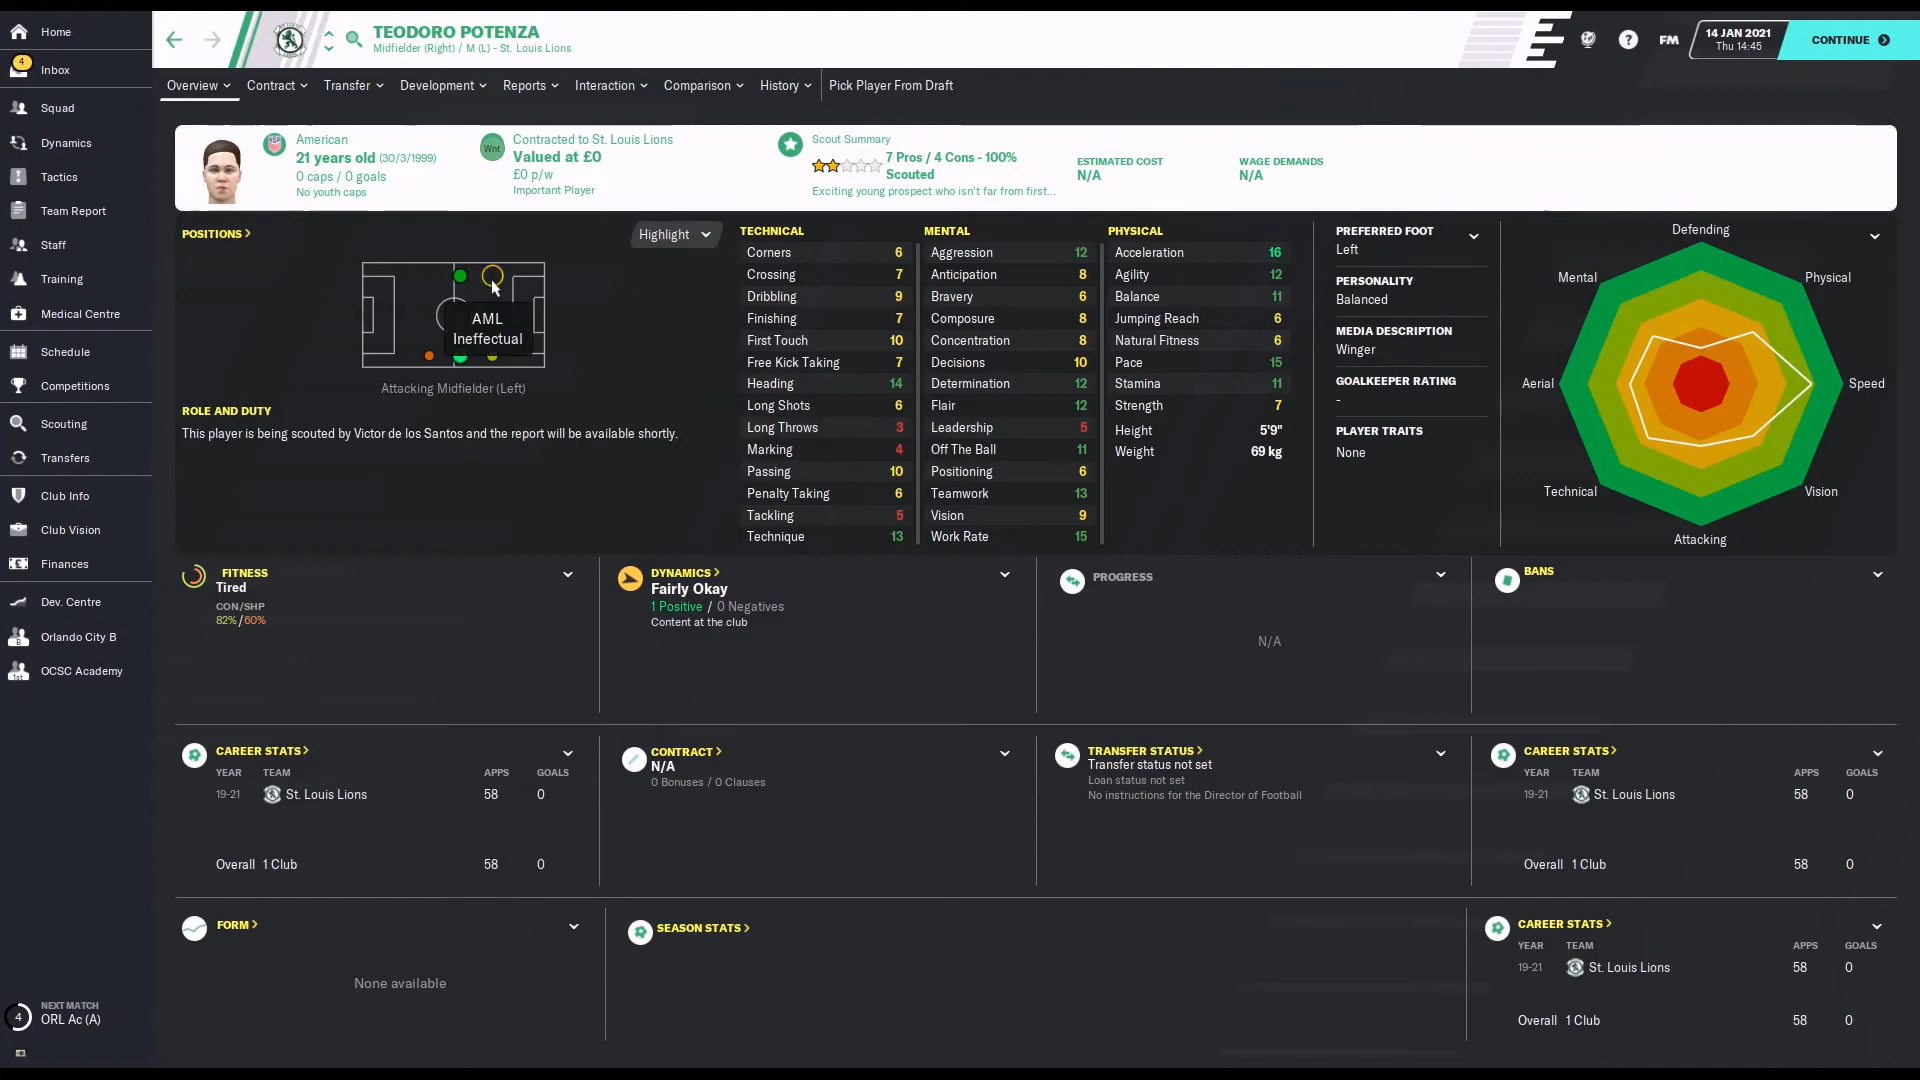 Home
4
Inbox
Squad
Dynamics
Tactics
Team Report
Staff
Training
Medical Centre
Schedule
Competitions
Scouting
Transfers
Club Info
Club Vision
Finances
Dev. Centre
B
Orlando City B
1st
OCSC Academy
4
NEXT MATCH
ORL Ac (A)
TEODORO POTENZA
Midfielder (Right) / M (L) - St. Louis Lions
?
FM
14 JAN 2021
Thu 14:45
CONTINUE
Overview Contract Transfer Development Reports Interaction Comparison History Pick Player From Draft
American
21 years old (30/3/1999)
0 caps / 0 goals
No youth caps
Wnt
Contracted to St. Louis Lions
Valued at £0
£0 p/w
Important Player
Scout Summary
7 Pros / 4 Cons - 100%
Scouted
Exciting young prospect who isn't far from first...
ESTIMATED COST
N/A
WAGE DEMANDS
N/A
POSITIONS >
Highlight
AML
Ineffectual
Attacking Midfielder (Left)
ROLE AND DUTY
This player is being scouted by Victor de los Santos and the report will be available shortly.
TECHNICAL
Corners 6
Crossing 7
Dribbling 9
Finishing 7
First Touch 10
Free Kick Taking 7
Heading 14
Long Shots 6
Long Throws 3
Marking 4
Passing 10
Penalty Taking 6
Tackling 5
Technique 13
MENTAL
Aggression 12
Anticipation 8
Bravery 6
Composure 8
Concentration 8
Decisions 10
Determination 12
Flair 12
Leadership 5
Off The Ball 11
Positioning 6
Teamwork 13
Vision 9
Work Rate 15
PHYSICAL
Acceleration 16
Agility 12
Balance 11
Jumping Reach 6
Natural Fitness 6
Pace 15
Stamina 11
Strength 7
Height 5'9"
Weight 69 kg
PREFERRED FOOT
Left
PERSONALITY
Balanced
MEDIA DESCRIPTION
Winger
GOALKEEPER RATING
-
PLAYER TRAITS
None
Defending
Mental
Physical
Aerial
Speed
Technical
Vision
Attacking
FITNESS
Tired
CON/SHP
82%/60%
DYNAMICS >
Fairly Okay
1 Positive / 0 Negatives
Content at the club
PROGRESS
N/A
BANS
CAREER STATS >
YEAR TEAM APPS GOALS
19-21 St. Louis Lions 58 0
Overall 1 Club 58 0
CONTRACT >
N/A
0 Bonuses / 0 Clauses
TRANSFER STATUS >
Transfer status not set
Loan status not set
No instructions for the Director of Football
CAREER STATS >
YEAR TEAM APPS GOALS
19-21 St. Louis Lions 58 0
Overall 1 Club 58 0
FORM >
None available
SEASON STATS >
CAREER STATS >
YEAR TEAM APPS GOALS
19-21 St. Louis Lions 58 0
Overall 1 Club 58 0